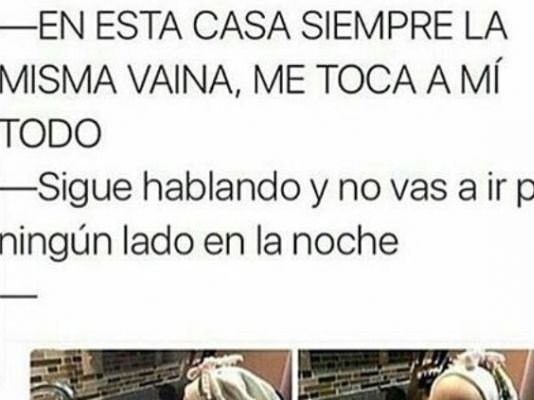 —EN ESTA CASA SIEMPRE LA
MISMA VAINA, ME TOCA A MÍ
TODO
—Sigue hablando y no vas a ir p
ningún lado en la noche
—